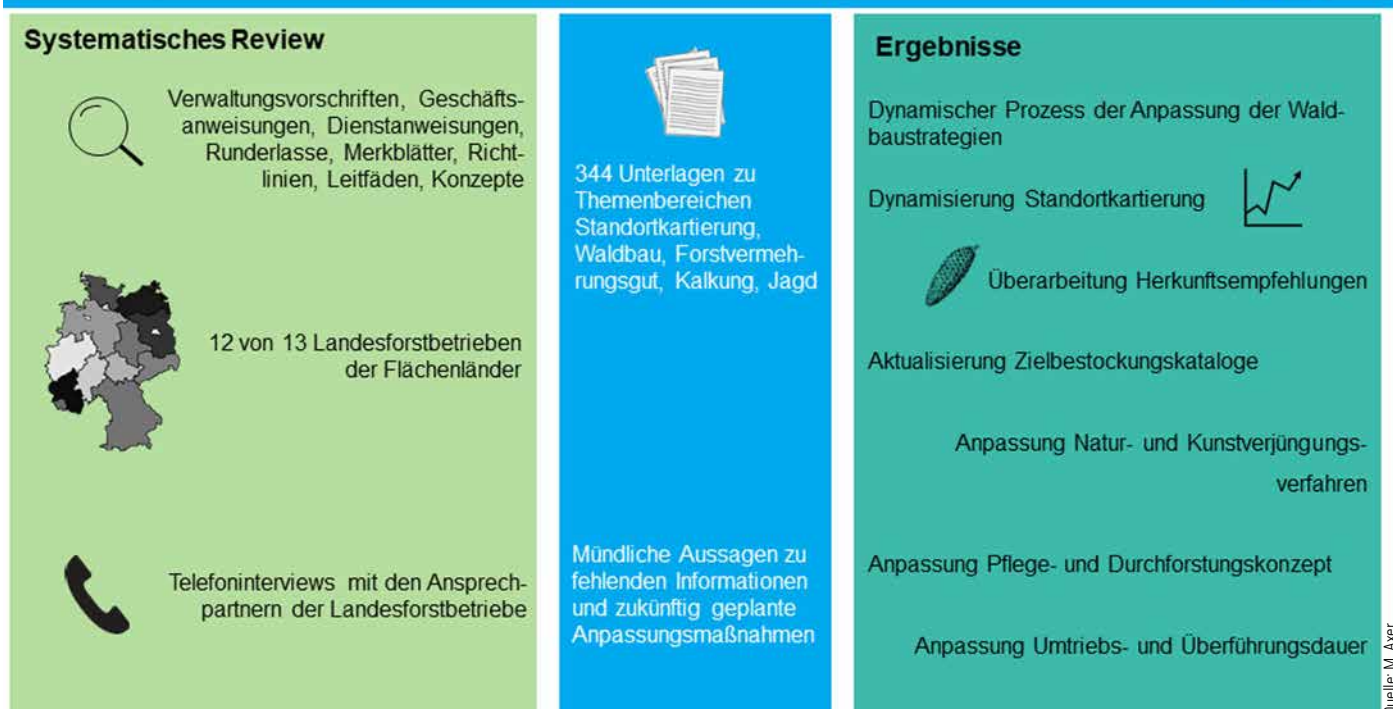 Systematisches Review
Verwaltungsvorschriften, Geschäfts-
anweisungen, Dienstanweisungen,
Runderlasse, Merkblätter, Richt-
linien, Leitfäden, Konzepte
12 von 13 Landesforstbetrieben
der Flächenländer
Telefoninterviews mit den Ansprech-
partnern der Landesforstbetriebe
344 Unterlagen zu
Themenbereichen
Standortkartierung,
Waldbau, Forstvermeh-
rungsgut, Kalkung, Jagd
Mündliche Aussagen zu
fehlenden Informationen
und zukünftig geplante
Anpassungsmaßnahmen
Ergebnisse
Dynamischer Prozess der Anpassung der Wald-
baustrategien
Dynamisierung Standortkartierung
Überarbeitung Herkunftsempfehlungen
Aktualisierung Zielbestockungskataloge
Anpassung Natur- und Kunstverjüngungs-
verfahren
Anpassung Pflege- und Durchforstungskonzept
Anpassung Umtriebs- und Überführungsdauer
Quelle: M. Axer